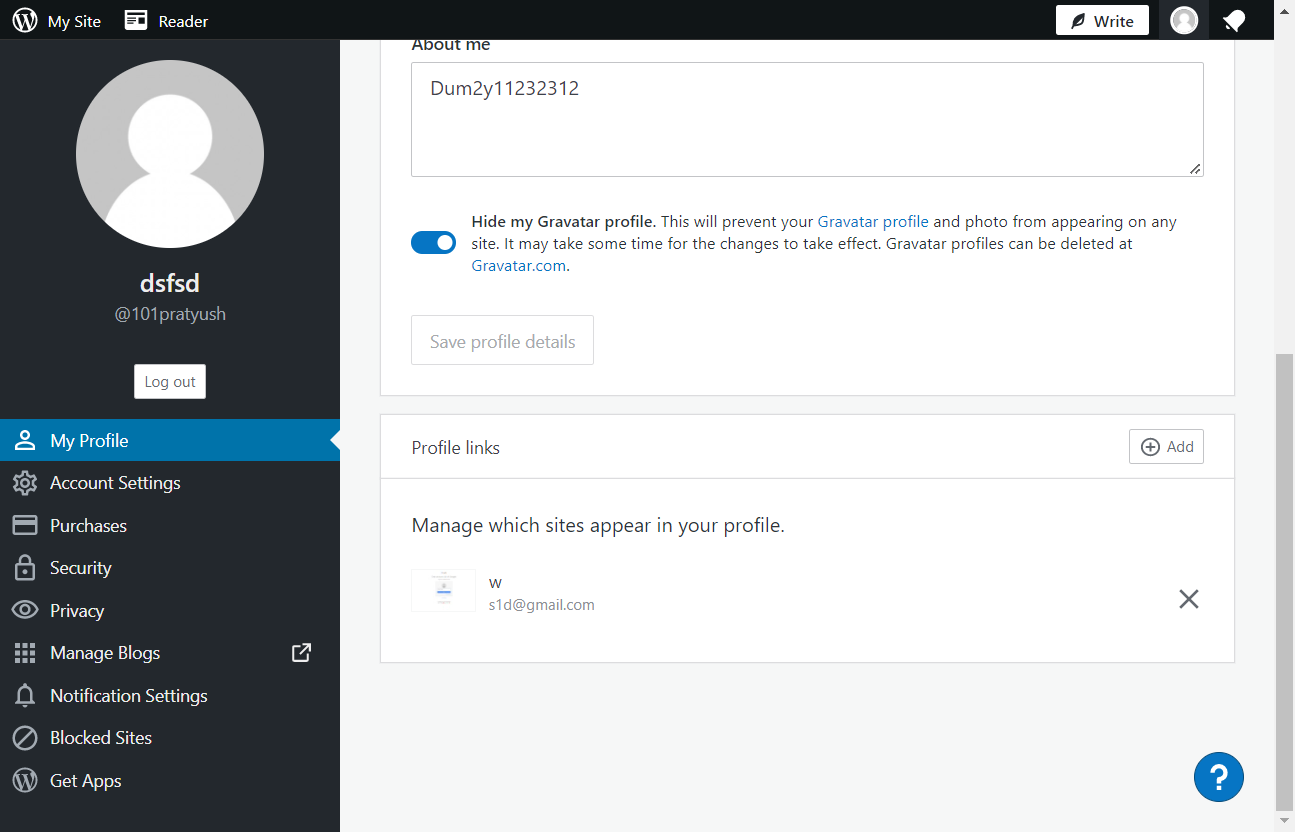 My Site
Reader
Write
dsfsd
@101pratyush
Log out
My Profile
Account Settings
Purchases
Security
Privacy
Manage Blogs
Notification Settings
Blocked Sites
Get Apps
About me
Dum2y11232312
Hide my Gravatar profile. This will prevent your Gravatar profile and photo from appearing on any
site. It may take some time for the changes to take effect. Gravatar profiles can be deleted at
Gravatar.com.
Save profile details
Profile links
Add
Manage which sites appear in your profile.
w
s1d@gmail.com
?